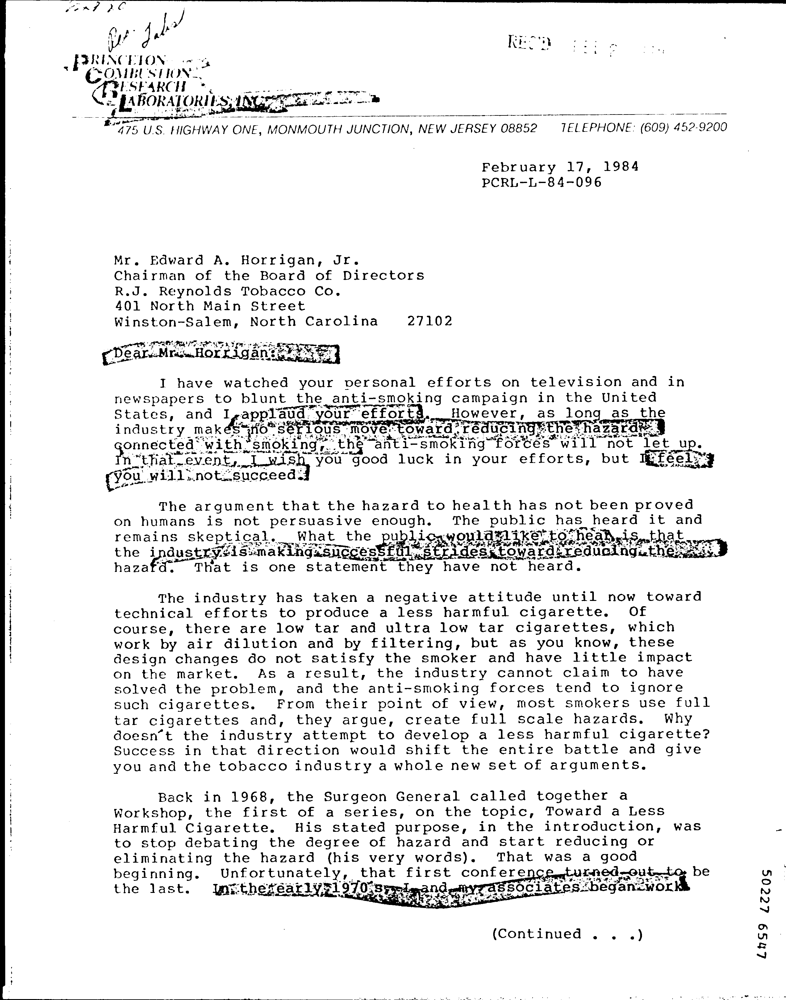 PRINCETON
COMBUSTION
RESEARCH
LABORATORIES, INC.
REC'D
475 U.S. HIGHWAY ONE, MONMOUTH JUNCTION, NEW JERSEY 08852 TELEPHONE: (609) 452-9200
February 17, 1984
PCRL-L-84-096
Mr. Edward A. Horrigan, Jr.
Chairman of the Board of Directors
R.J. Reynolds Tobacco Co.
401 North Main Street
Winston-Salem, North Carolina 27102
Dear Mr. Horrigan:
I have watched your personal efforts on television and in
newspapers to blunt the anti-smoking campaign in the United
States, and I applaud your efforts. However, as long as the
industry makes no serious move toward reducing the hazards
connected with smoking, the anti-smoking forces will not let up.
In that event, I wish you good luck in your efforts, but I feel
you will not succeed.
The argument that the hazard to health has not been proved
on humans is not persuasive enough. The public has heard it and
remains skeptical. What the public would like to hear is that
the industry is making successful strides toward reducing the
hazard. That is one statement they have not heard.
The industry has taken a negative attitude until now toward
technical efforts to produce a less harmful cigarette. Of
course, there are low tar and ultra low tar cigarettes, which
work by air dilution and by filtering, but as you know, these
design changes do not satisfy the smoker and have little impact
on the market. As a result, the industry cannot claim to have
solved the problem, and the anti-smoking forces tend to ignore
such cigarettes. From their point of view, most smokers use full
tar cigarettes and, they argue, create full scale hazards. Why
doesn't the industry attempt to develop a less harmful cigarette?
Success in that direction would shift the entire battle and give
you and the tobacco industry a whole new set of arguments.
Back in 1968, the Surgeon General called together a
Workshop, the first of a series, on the topic, Toward a Less
Harmful Cigarette. His stated purpose, in the introduction, was
to stop debating the degree of hazard and start reducing or
eliminating the hazard (his very words). That was a good
beginning. Unfortunately, that first conference turned out to be
the last. In the early 1970's, I and my associates began work
(Continued . . .)
50227 6547